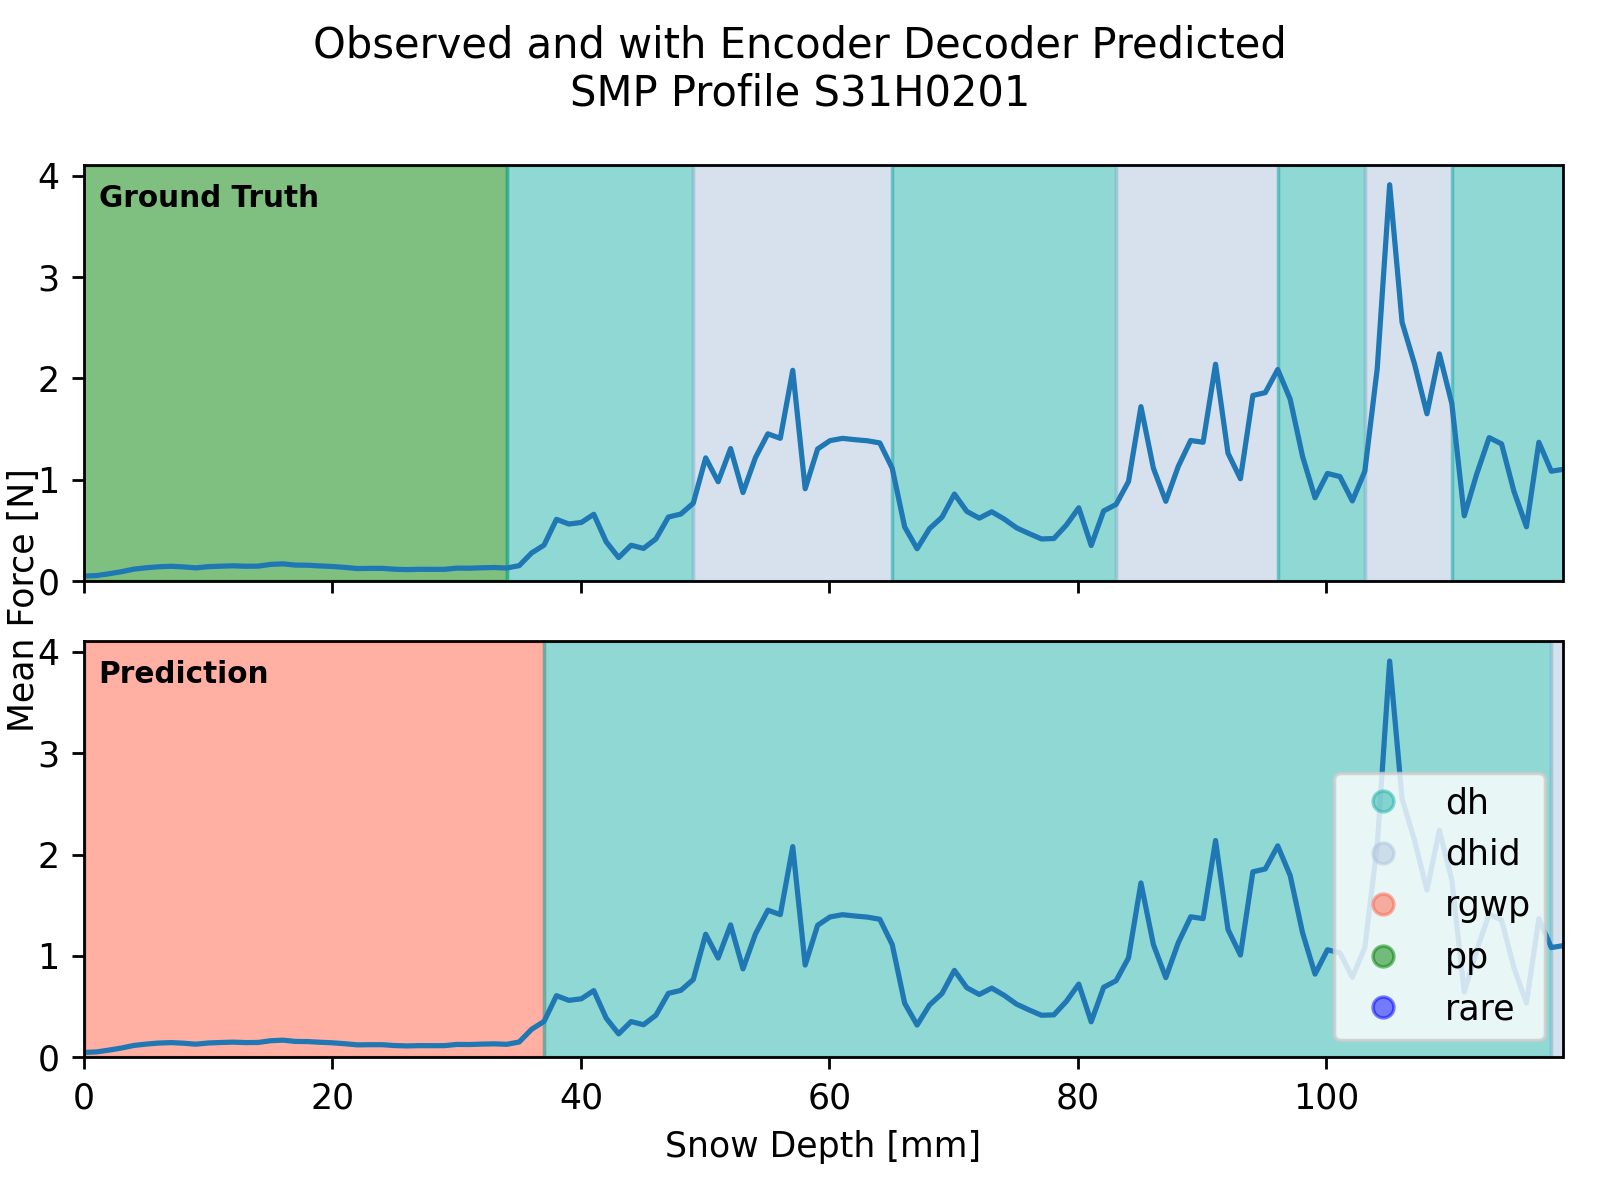 Observed and with Encoder Decoder Predicted
SMP Profile S31H0201
4
3
2
1
0
Ground Truth
Mean Force [N]
4
3
2
1
0
Prediction
dh
dhid
rgwp
pp
rare
0 20 40 60 80 100
Snow Depth [mm]